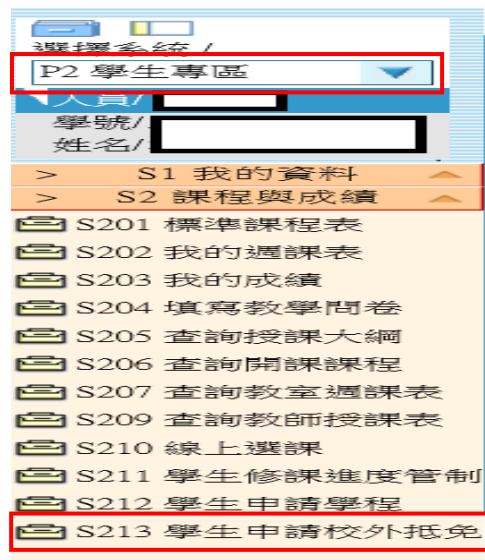 選擇系統/
P2 學生專區
人員/
學號/
姓名/
> S1 我的資料
> S2 課程與成績
S201 標準課程表
S202 我的週課表
S203 我的成績
S204 填寫教學問卷
S205 查詢授課大綱
S206 查詢開課課程
S207 查詢教室週課表
S209 查詢教師授課表
S210 線上選課
S211 學生修課進度管制
S212 學生申請學程
S213 學生申請校外抵免